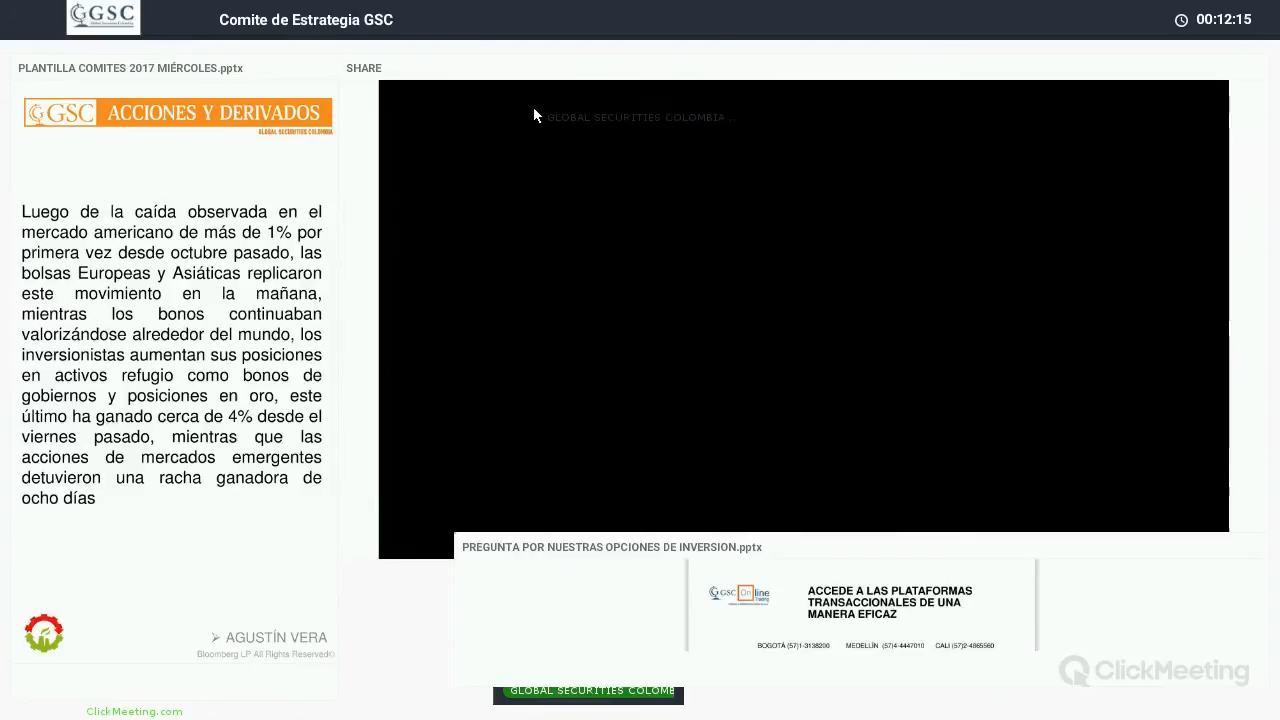 GSC
Global Securities Colombia
Comite de Estrategia GSC
00:12:15
PLANTILLA COMITES 2017 MIÉRCOLES.pptx
SHARE
GSC ACCIONES Y DERIVADOS
GLOBAL SECURITIES COLOMBIA
GLOBAL SECURITIES COLOMBIA ..
Luego de la caída observada en el
mercado americano de más de 1% por
primera vez desde octubre pasado, las
bolsas Europeas y Asiáticas replicaron
este movimiento en la mañana,
mientras los bonos continuaban
valorizándose alrededor del mundo, los
inversionistas aumentan sus posiciones
en activos refugio como bonos de
gobiernos y posiciones en oro, este
último ha ganado cerca de 4% desde el
viernes pasado, mientras que las
acciones de mercados emergentes
detuvieron una racha ganadora de
ocho días
➢ AGUSTÍN VERA
Bloomberg LP All Rights Reserved©
PREGUNTA POR NUESTRAS OPCIONES DE INVERSION.pptx
GSC Online
Trading
ACCEDE A LAS PLATAFORMAS
TRANSACCIONALES DE UNA
MANERA EFICAZ
BOGOTÁ (57)1-3138200 MEDELLÍN (57)4-4447010 CALI (57)2-4865560
ClickMeeting
GLOBAL SECURITIES COLOMB
ClickMeeting.com